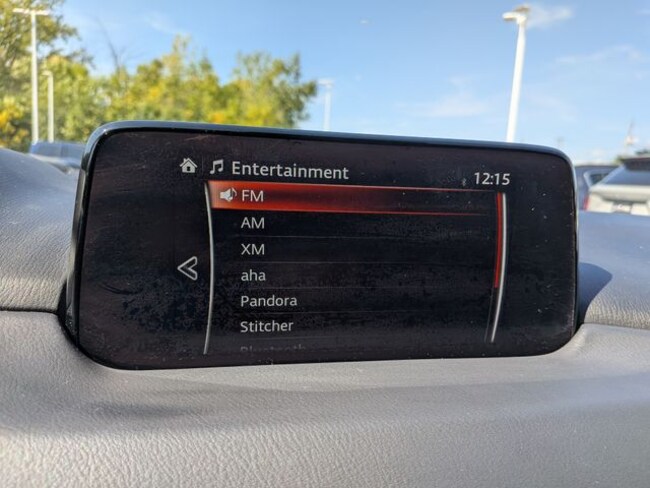 Entertainment 12:15
FM
AM
XM
aha
Pandora
Stitcher